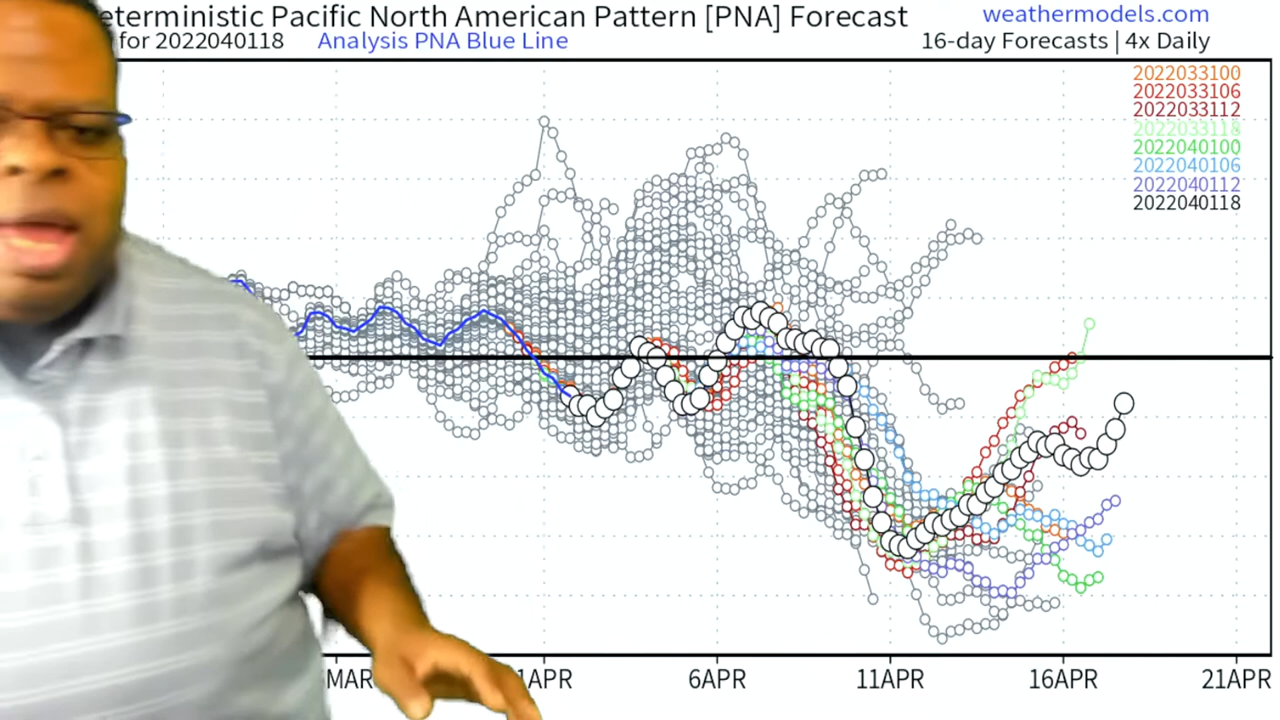 eterministic Pacific North American Pattern [PNA] Forecast
weathermodels.com
for 2022040118 Analysis PNA Blue Line
16-day Forecasts | 4x Daily
2022033100
2022033106
2022033112
2022033118
2022040100
2022040106
2022040112
2022040118
MAR 1APR 6APR 11APR 16APR 21APR